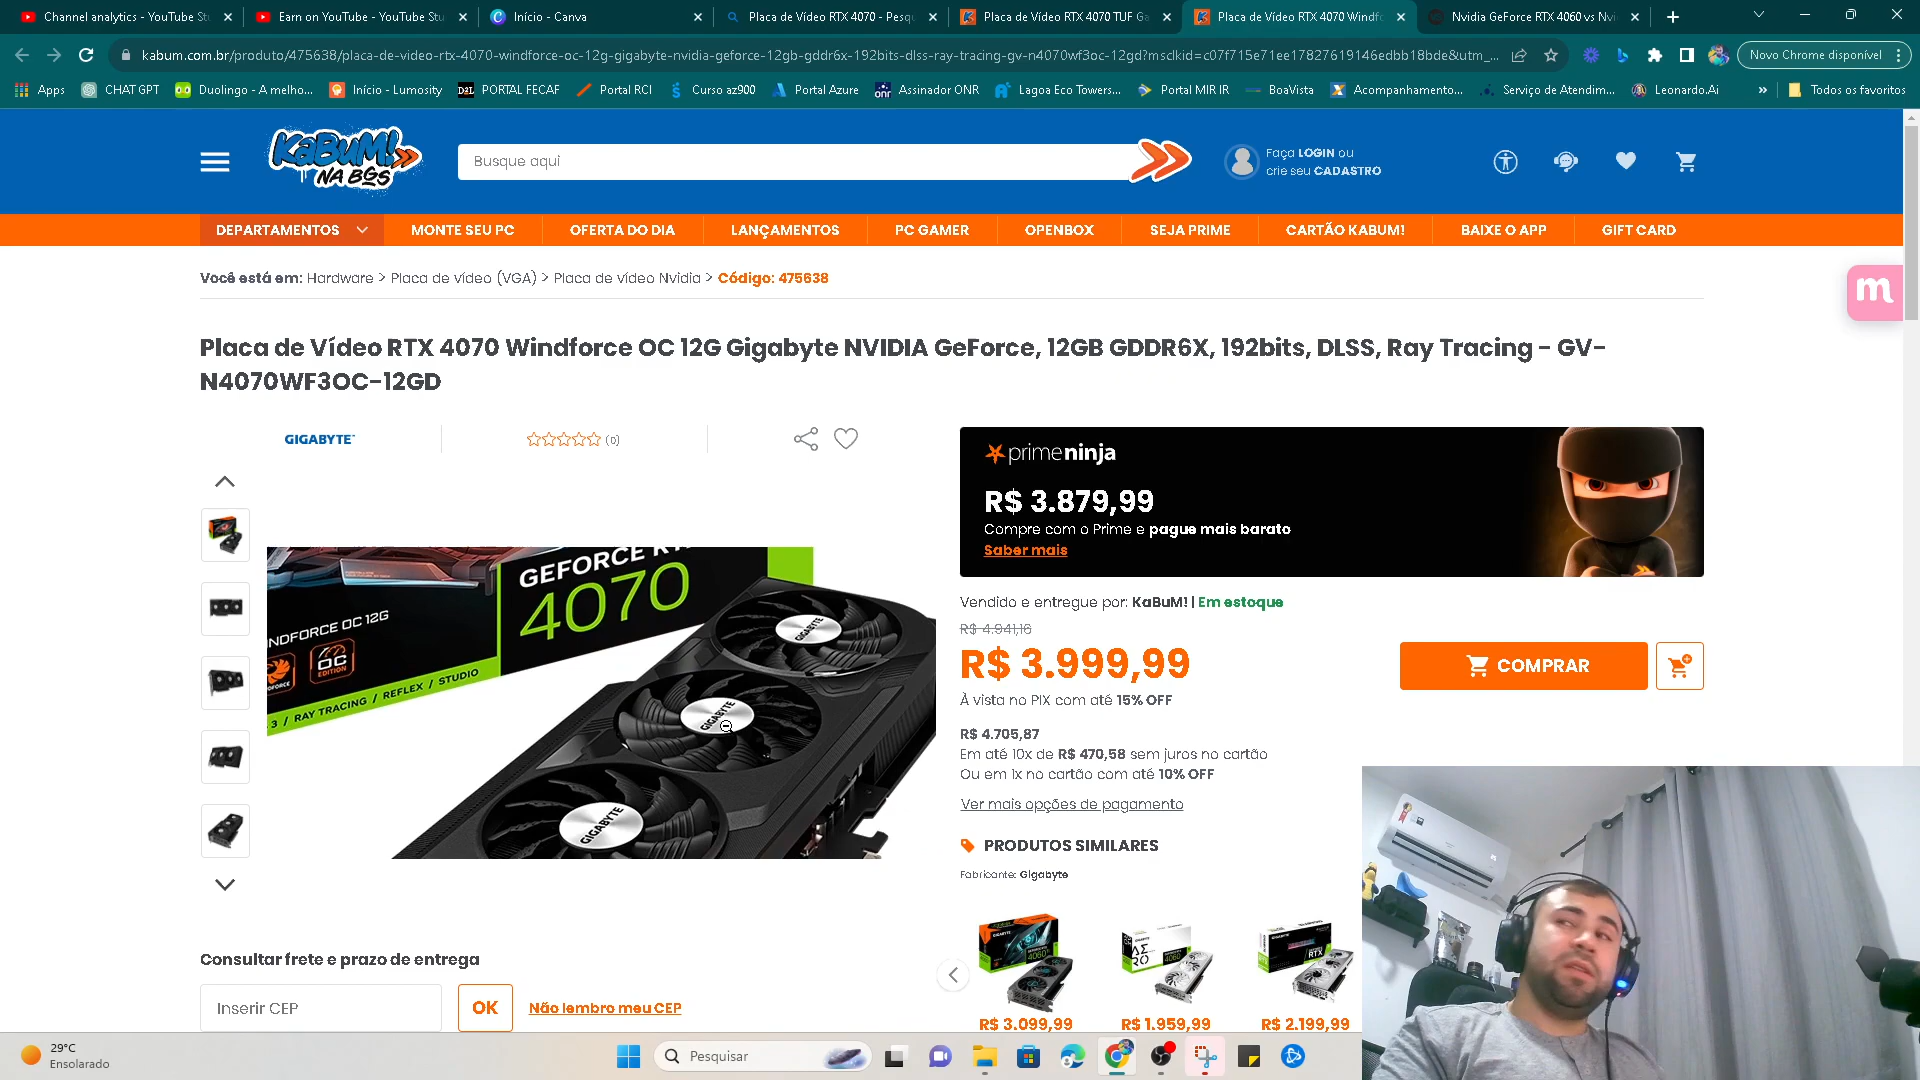 Channel analytics - YouTube St
Earn on YouTube - YouTube Stu
Início - Canva
Placa de Vídeo RTX 4070 - Pesqu
Placa de Vídeo RTX 4070 TUF Ga
Placa de Vídeo RTX 4070 Windfo
Nvidia GeForce RTX 4060 vs Nvi
kabum.com.br/produto/475638/placa-de-video-rtx-4070-windforce-oc-12g-gigabyte-nvidia-geforce-12gb-gddr6x-192bits-dlss-ray-tracing-gv-n4070wf3oc-12gd?msclkid=c07f715e71ee17827619146edbb18bde&utm_...
Novo Chrome disponível
Apps
CHAT GPT
Duolingo - A melho...
Início - Lumosity
PORTAL FECAF
Portal RCI
Curso az900
Portal Azure
Assinador ONR
Lagoa Eco Towers...
Portal MIR IR
BoaVista
Acompanhamento...
Serviço de Atendim...
Leonardo.Ai
Todos os favoritos
KaBuM!
NA BGS
Busque aqui
Faça LOGIN ou
crie seu CADASTRO
DEPARTAMENTOS
MONTE SEU PC
OFERTA DO DIA
LANÇAMENTOS
PC GAMER
OPENBOX
SEJA PRIME
CARTÃO KABUM!
BAIXE O APP
GIFT CARD
Você está em: Hardware > Placa de vídeo (VGA) > Placa de vídeo Nvidia > Código: 475638
m
Placa de Vídeo RTX 4070 Windforce OC 12G Gigabyte NVIDIA GeForce, 12GB GDDR6X, 192bits, DLSS, Ray Tracing - GV-
N4070WF3OC-12GD
GIGABYTE
(0)
primeninja
R$ 3.879,99
Compre com o Prime e pague mais barato
Saber mais
GEFORCE RT
4070
NDFORCE OC 12G
OC
EDITION
3 / RAY TRACING / REFLEX / STUDIO
GIGABYTE
GIGABYTE
GIGABYTE
Vendido e entregue por: KaBuM! | Em estoque
R$ 4.941,16
R$ 3.999,99
COMPRAR
À vista no PIX com até 15% OFF
R$ 4.705,87
Em até 10x de R$ 470,58 sem juros no cartão
Ou em 1x no cartão com até 10% OFF
Ver mais opções de pagamento
PRODUTOS SIMILARES
Fabricante: Gigabyte
R$ 3.099,99
R$ 1.959,99
R$ 2.199,99
Consultar frete e prazo de entrega
Inserir CEP
OK
Não lembro meu CEP
29°C
Ensolarado
Pesquisar